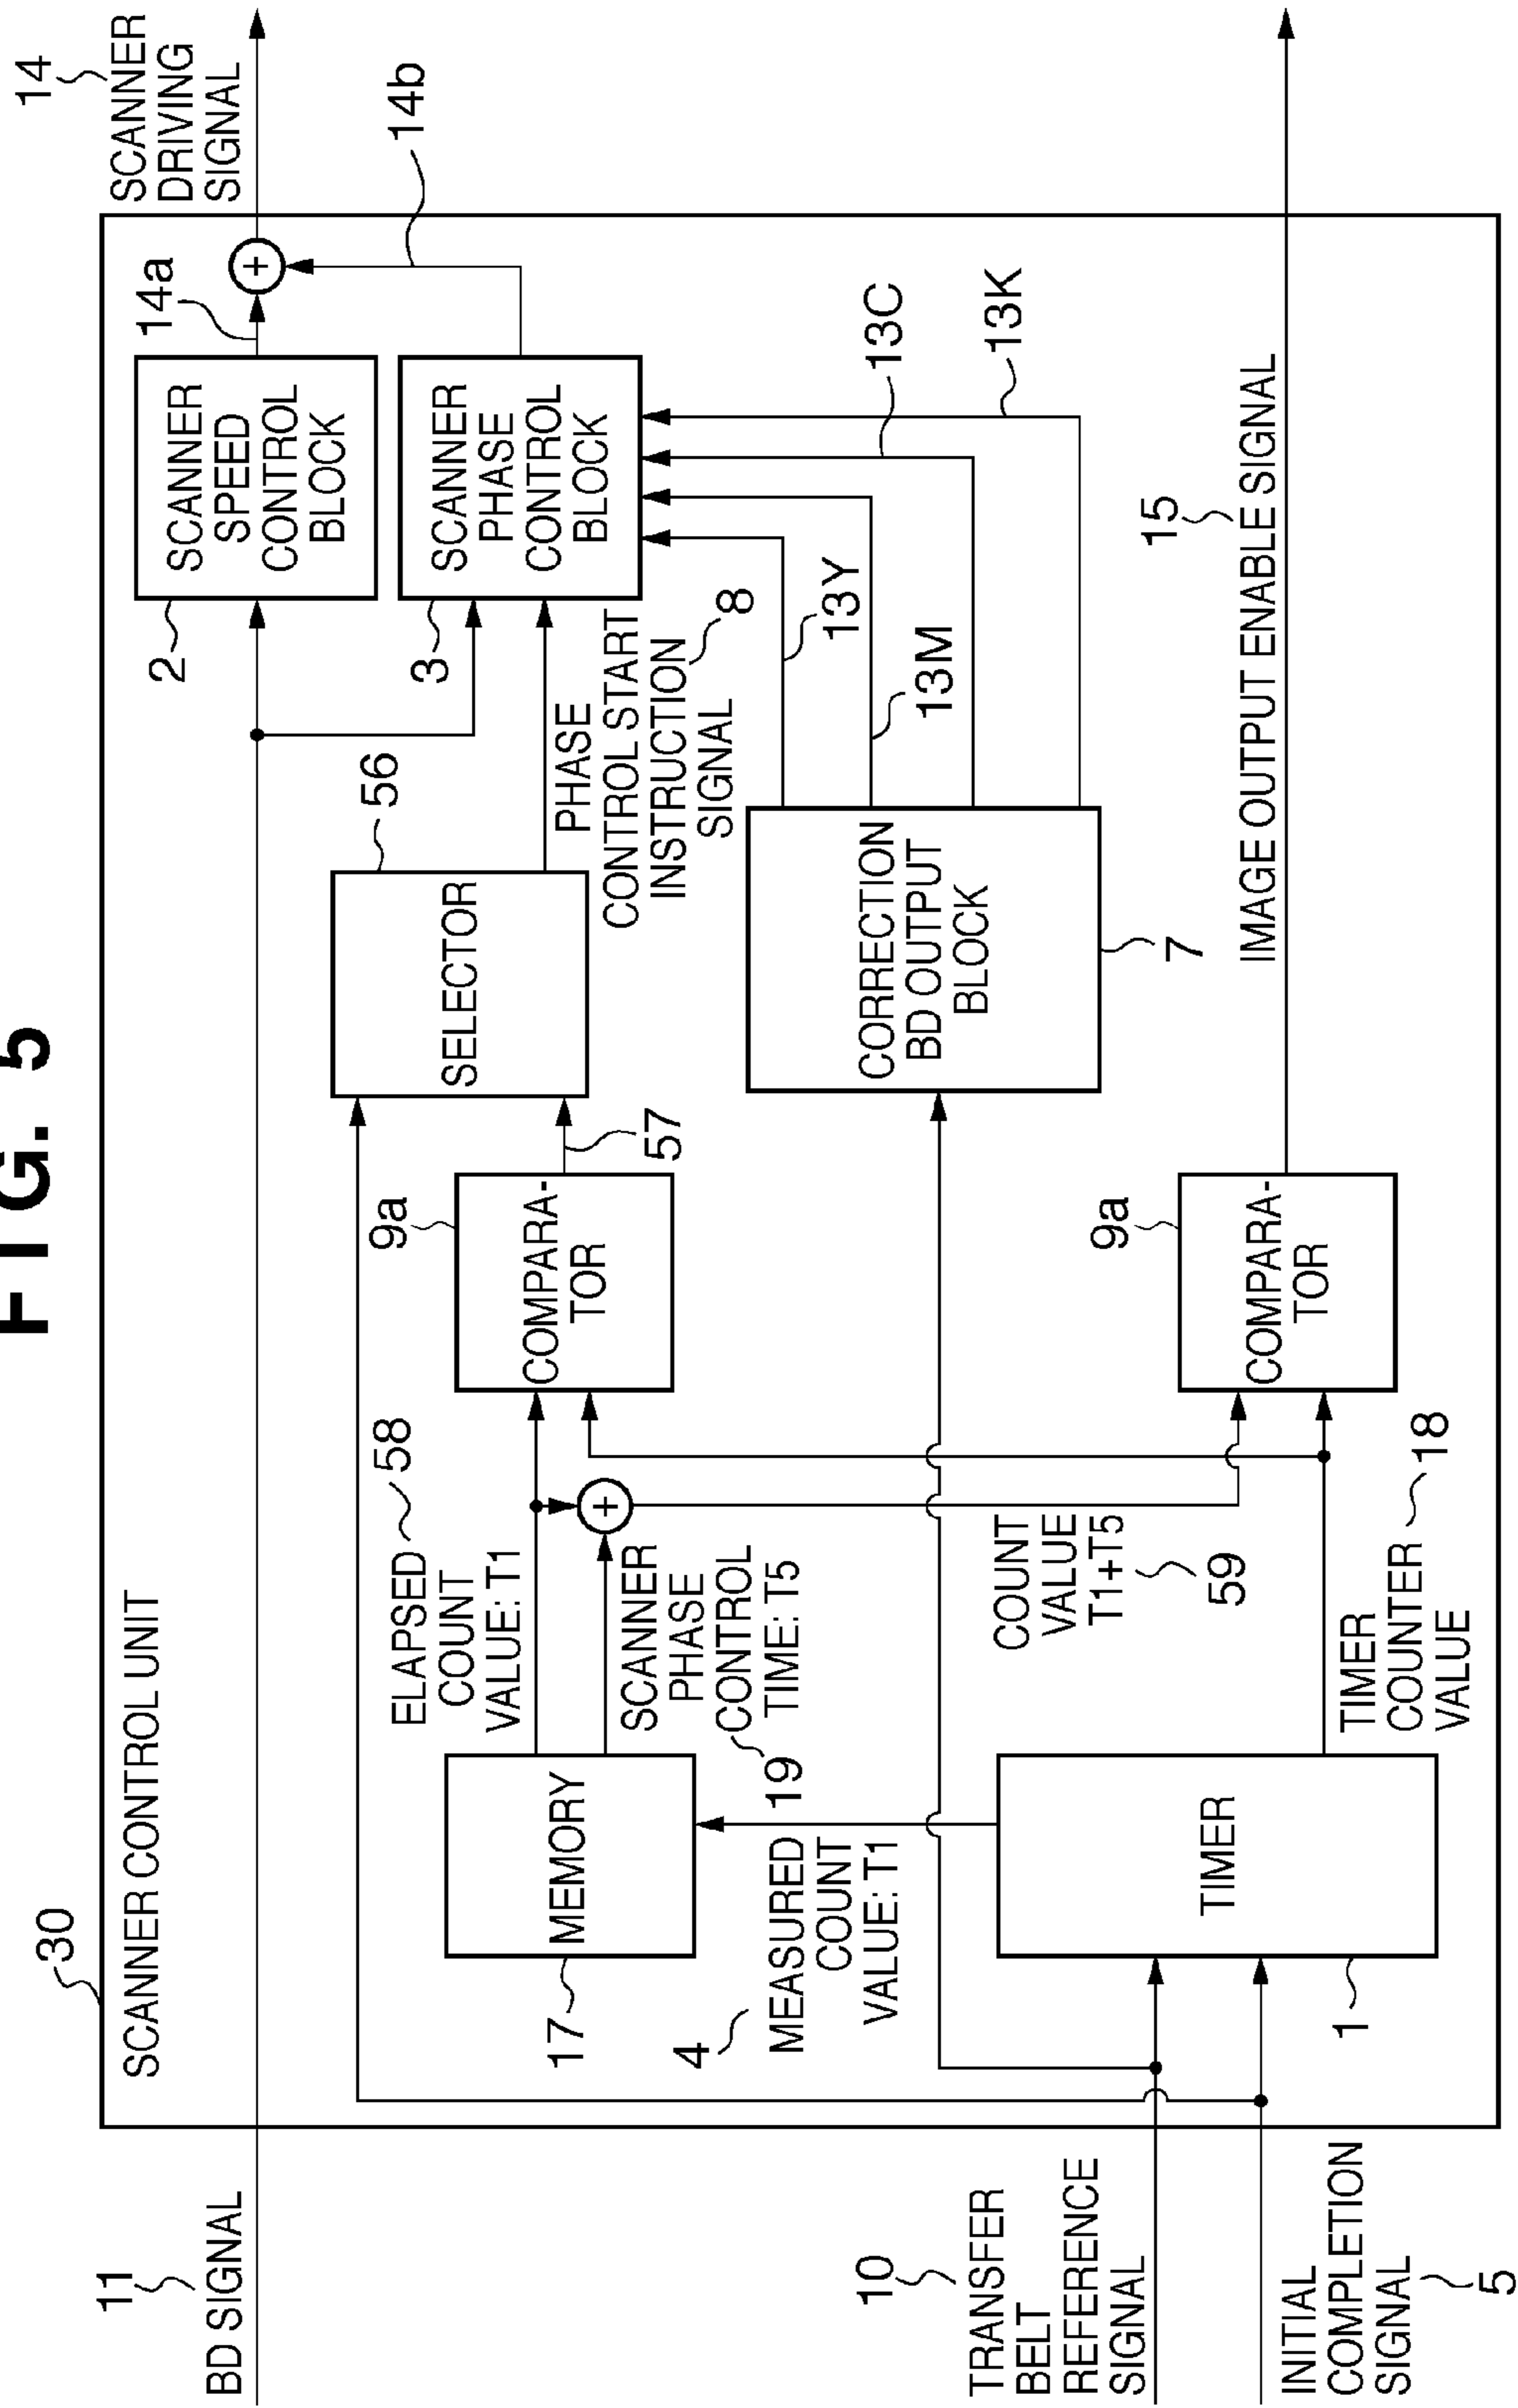 FIG. 5
30
SCANNER CONTROL UNIT
11
BD SIGNAL
10
TRANSFER
BELT
REFERENCE
SIGNAL
INITIAL
COMPLETION
SIGNAL
5
17
MEMORY
4
MEASURED
COUNT
VALUE: T1
TIMER
1
ELAPSED
COUNT
VALUE: T1
58
SCANNER
PHASE
CONTROL
TIME: T5
19
COUNT
VALUE
T1+T5
59
TIMER
COUNTER
VALUE
18
+
9a
COMPARA-
TOR
57
9a
COMPARA-
TOR
SELECTOR
56
PHASE
CONTROL START
INSTRUCTION
SIGNAL
8
CORRECTION
BD OUTPUT
BLOCK
7
13Y
13M
13C
13K
2
SCANNER
SPEED
CONTROL
BLOCK
3
SCANNER
PHASE
CONTROL
BLOCK
14a
+
14b
14
SCANNER
DRIVING
SIGNAL
15
IMAGE OUTPUT ENABLE SIGNAL